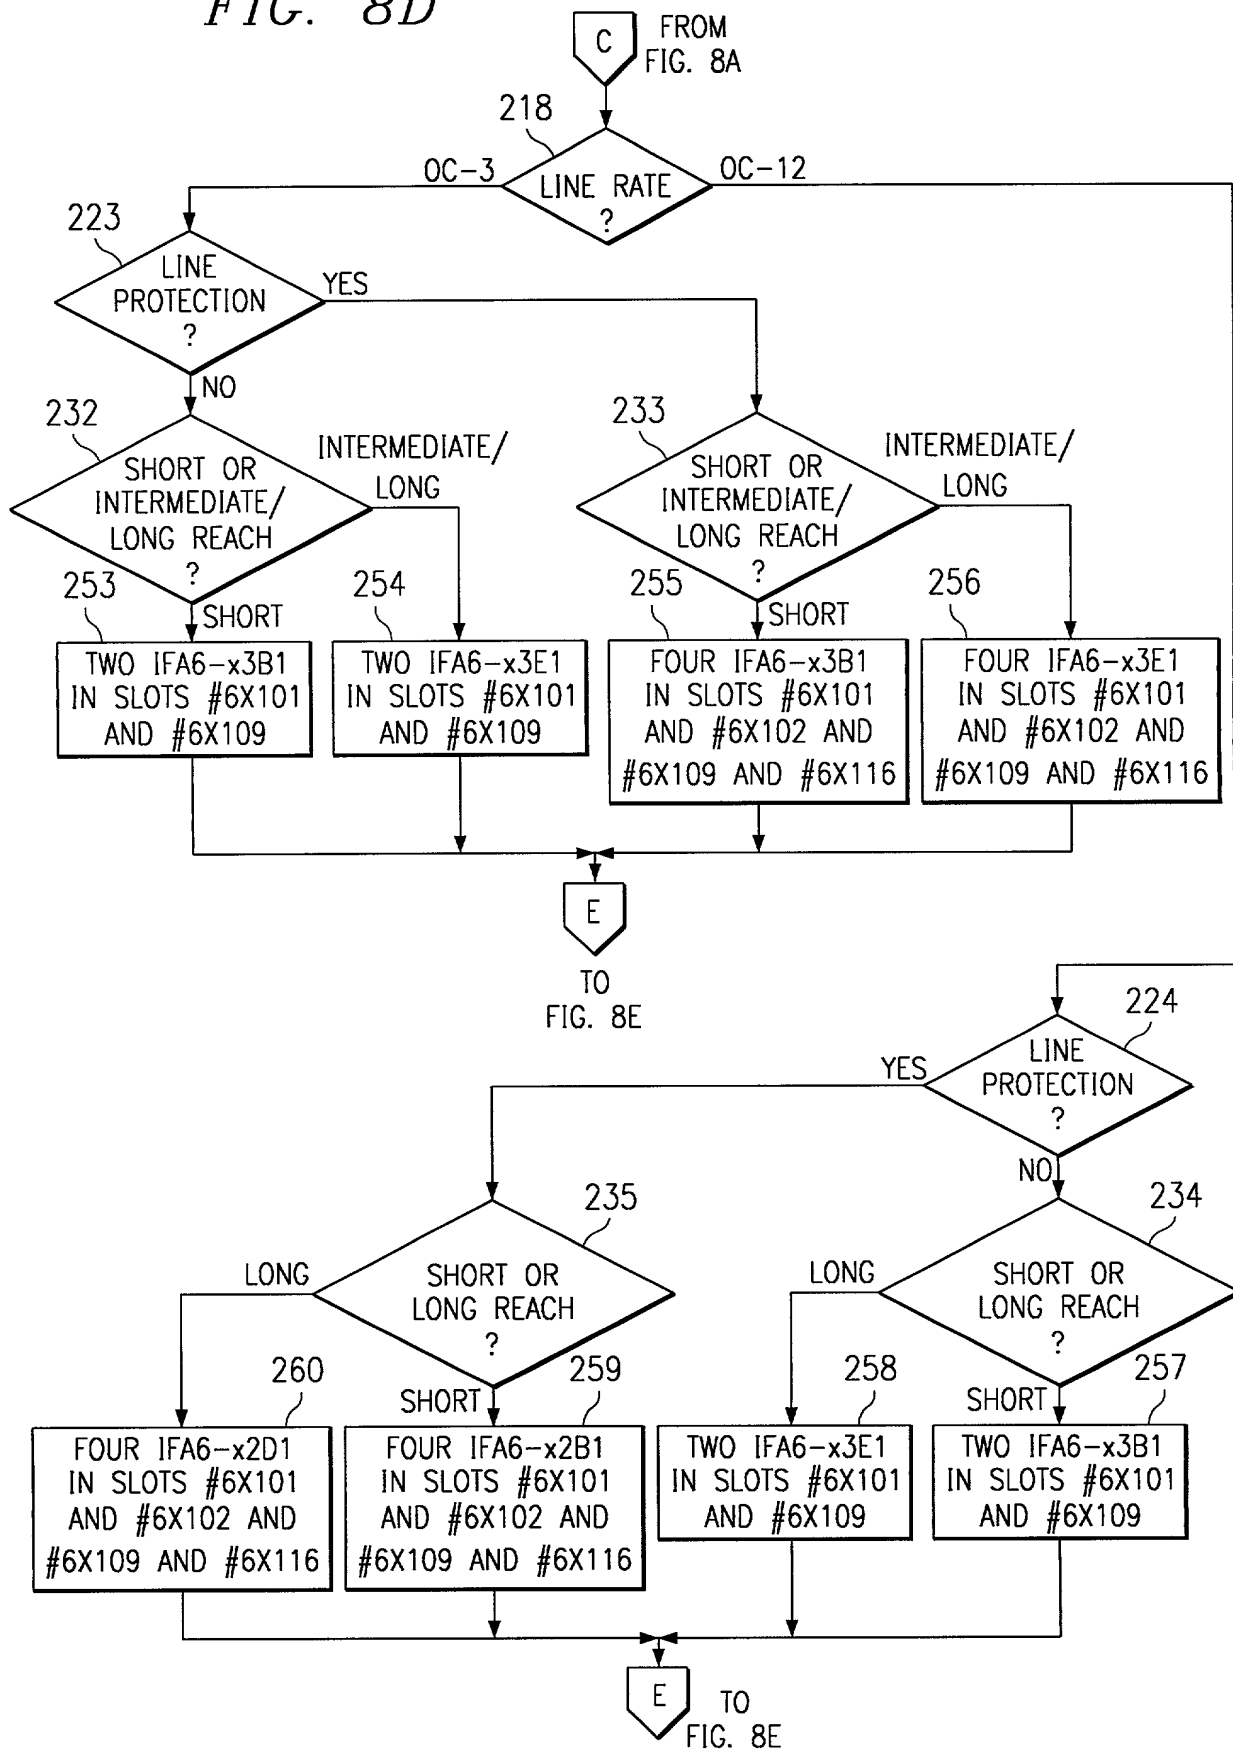 FIG. 8D
C
FROM
FIG. 8A
218
OC-3
LINE RATE
?
OC-12
223
LINE
PROTECTION
?
YES
NO
232
SHORT OR
INTERMEDIATE/
LONG REACH
?
INTERMEDIATE/
LONG
SHORT
233
SHORT OR
INTERMEDIATE/
LONG REACH
?
INTERMEDIATE/
LONG
SHORT
253
TWO IFA6-x3B1
IN SLOTS #6X101
AND #6X109
254
TWO IFA6-x3E1
IN SLOTS #6X101
AND #6X109
255
FOUR IFA6-x3B1
IN SLOTS #6X101
AND #6X102 AND
#6X109 AND #6X116
256
FOUR IFA6-x3E1
IN SLOTS #6X101
AND #6X102 AND
#6X109 AND #6X116
E
TO
FIG. 8E
224
LINE
PROTECTION
?
YES
NO
235
SHORT OR
LONG REACH
?
LONG
SHORT
234
SHORT OR
LONG REACH
?
LONG
SHORT
260
FOUR IFA6-x2D1
IN SLOTS #6X101
AND #6X102 AND
#6X109 AND #6X116
259
FOUR IFA6-x2B1
IN SLOTS #6X101
AND #6X102 AND
#6X109 AND #6X116
258
TWO IFA6-x3E1
IN SLOTS #6X101
AND #6X109
257
TWO IFA6-x3B1
IN SLOTS #6X101
AND #6X109
E
TO
FIG. 8E